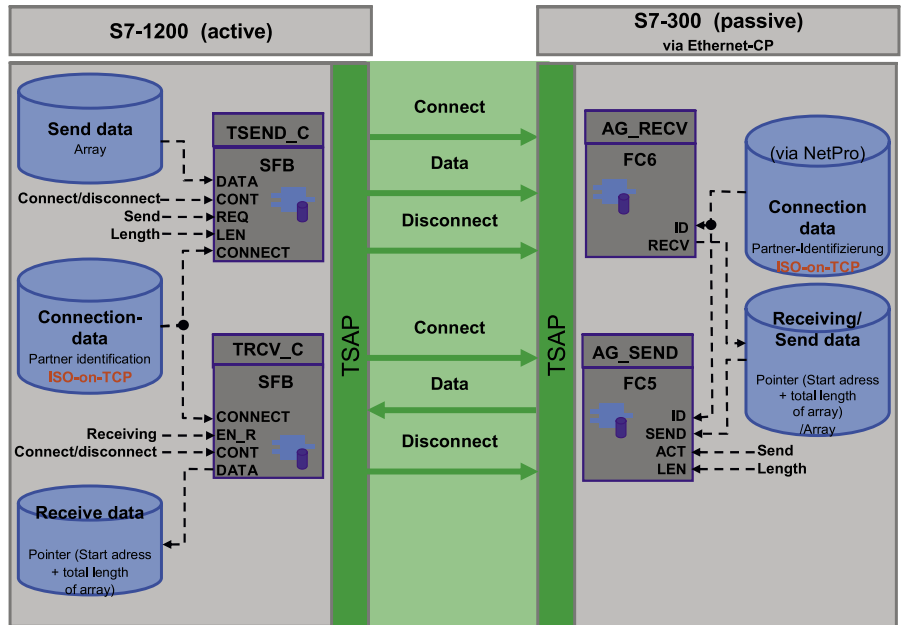 S7-1200 (active)
S7-300 (passive)
via Ethernet-CP
Send data
Array
Connect/disconnect
Send
Length
TSEND_C
SFB
DATA
CONT
REQ
LEN
CONNECT
Connection-
data
Partner identification
ISO-on-TCP
TRCV_C
SFB
CONNECT
EN_R
CONT
DATA
Receiving
Connect/disconnect
Receive data
Pointer (Start adress
+ total length
of array)
TSAP
Connect
Data
Disconnect
Connect
Data
Disconnect
TSAP
AG_RECV
FC6
ID
RECV
(via NetPro)
Connection
data
Partner-Identifizierung
ISO-on-TCP
AG_SEND
FC5
ID
SEND
ACT
LEN
Receiving/
Send data
Pointer (Start adress
+ total length
of array)
/Array
Send
Length